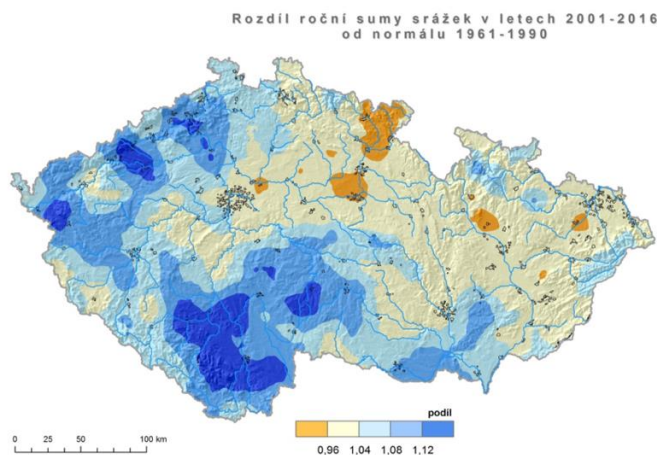 Rozdíl roční sumy srážek v letech 2001-2016
od normálu 1961-1990
podíl
0,96 1,04 1,08 1,12
0 25 50 100 km